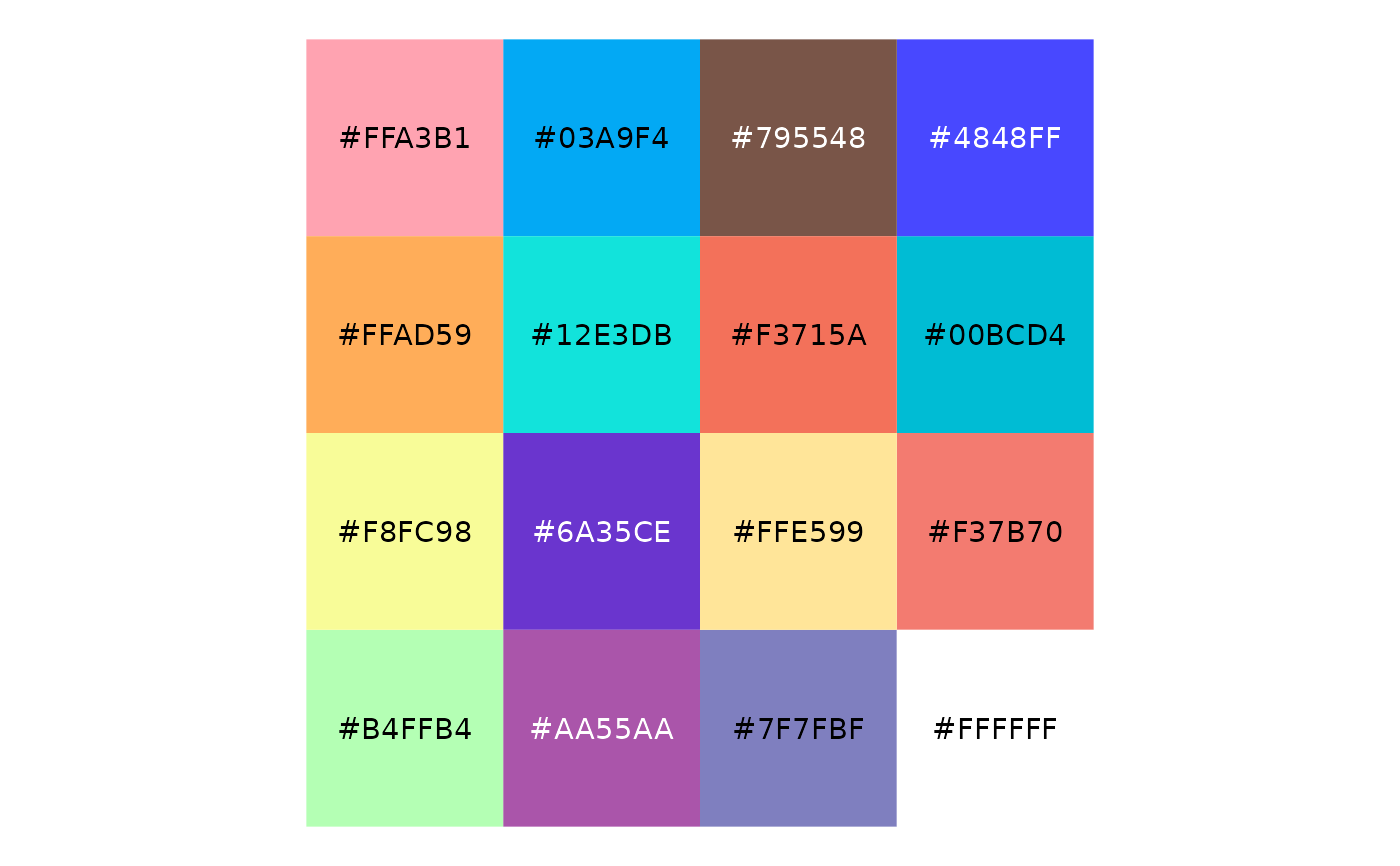 #FFA3B1 #03A9F4 #795548 #4848FF
#FFAD59 #12E3DB #F3715A #00BCD4
#F8FC98 #6A35CE #FFE599 #F37B70
#B4FFB4 #AA55AA #7F7FBF #FFFFFF